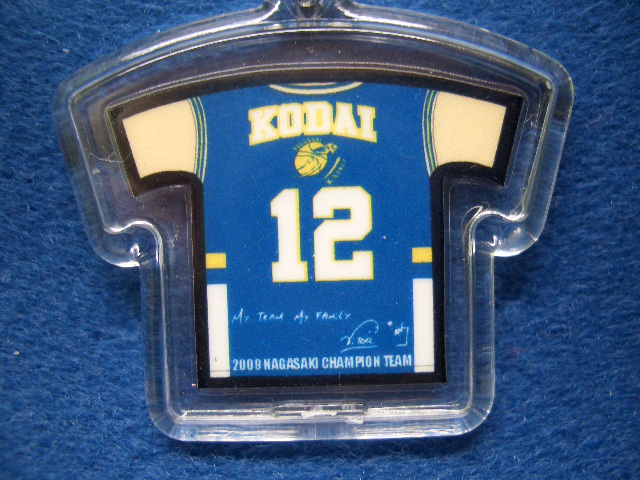 KODAI
12
My TEAM My FAMILY
2009 NAGASAKI CHAMPION TEAM